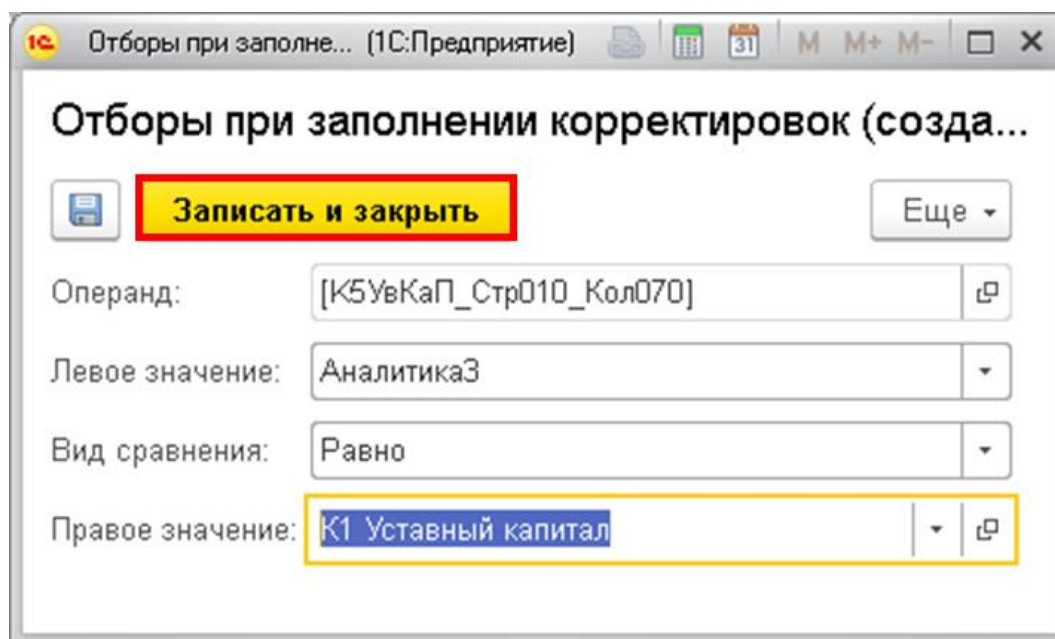 1С Отборы при заполне... (1С:Предприятие) 31 M M+ M-
Отборы при заполнении корректировок (созда...
Записать и закрыть Еще
Операнд: [К5УвКаП_Стр010_Кол070]
Левое значение: Аналитика3
Вид сравнения: Равно
Правое значение: К1 Уставный капитал